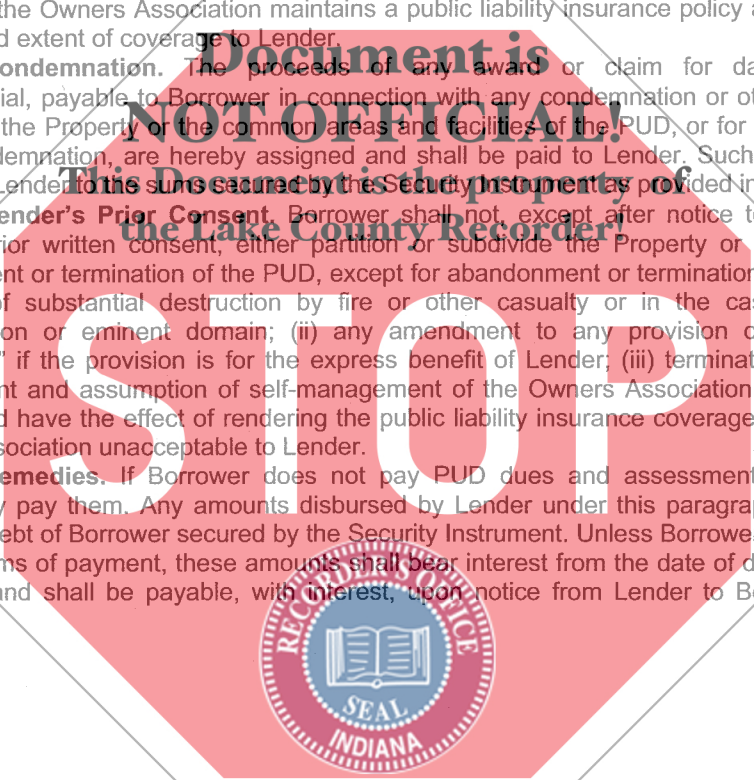 the Owners Association maintains a public liability insurance policy
d extent of coverage to Lender.
Document is
ondemnation. The proceeds of any award or claim for da
ial, payable to Borrower in connection with any condemnation or ot
NOT OFFICIAL!
the Property or the common areas and facilities of the PUD, or for
demnation, are hereby assigned and shall be paid to Lender. Such
This Document is the property of
Lender to the sums secured by the Security Instrument as provided in
ender's Prior Consent. Borrower shall not, except after notice t
the Lake County Recorder!
ior written consent, either partition or subdivide the Property or
nt or termination of the PUD, except for abandonment or termination
of substantial destruction by fire or other casualty or in the cas
on or eminent domain; (ii) any amendment to any provision o
" if the provision is for the express benefit of Lender; (iii) terminat
nt and assumption of self-management of the Owners Association
d have the effect of rendering the public liability insurance coverage
sociation unacceptable to Lender.
STOP
emedies. If Borrower does not pay PUD dues and assessment
y pay them. Any amounts disbursed by Lender under this paragrap
ebt of Borrower secured by the Security Instrument. Unless Borrowe
ms of payment, these amounts shall bear interest from the date of d
and shall be payable, with interest, upon notice from Lender to B
RECORDER'S OFFICE
SEAL
INDIANA